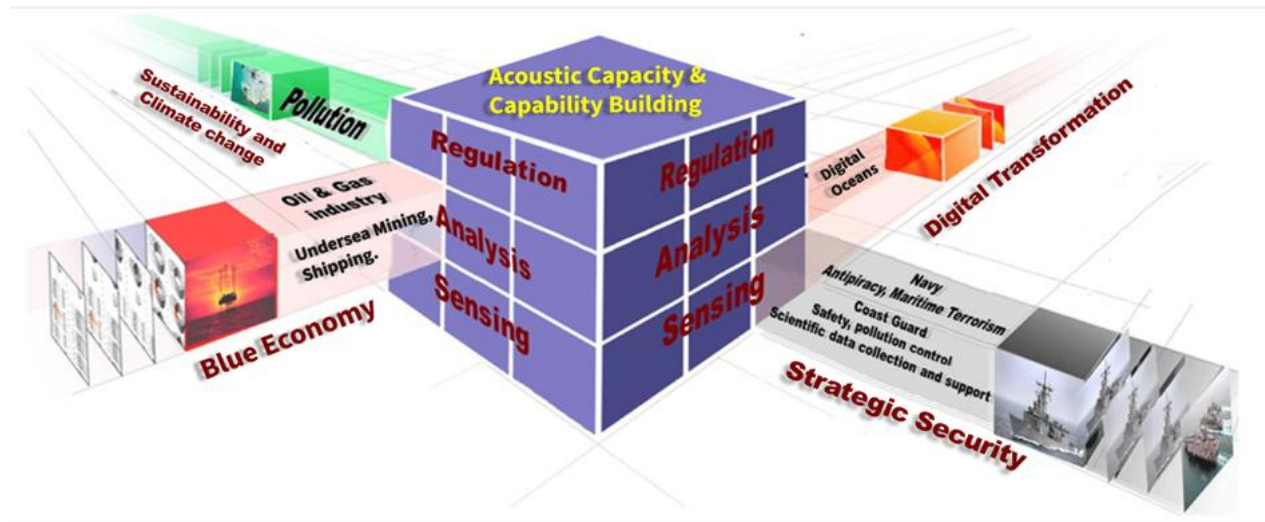 Acoustic Capacity &
Capability Building
Regulation
Analysis
Sensing
Regulation
Analysis
Sensing
Sustainability and
Climate change
Pollution
Oil & Gas
industry
Undersea Mining,
Shipping.
Blue Economy
Digital
Oceans
Digital Transformation
Navy
Antipiracy, Maritime Terrorism
Coast Guard
Safety, pollution control
Scientific data collection and support
Strategic Security